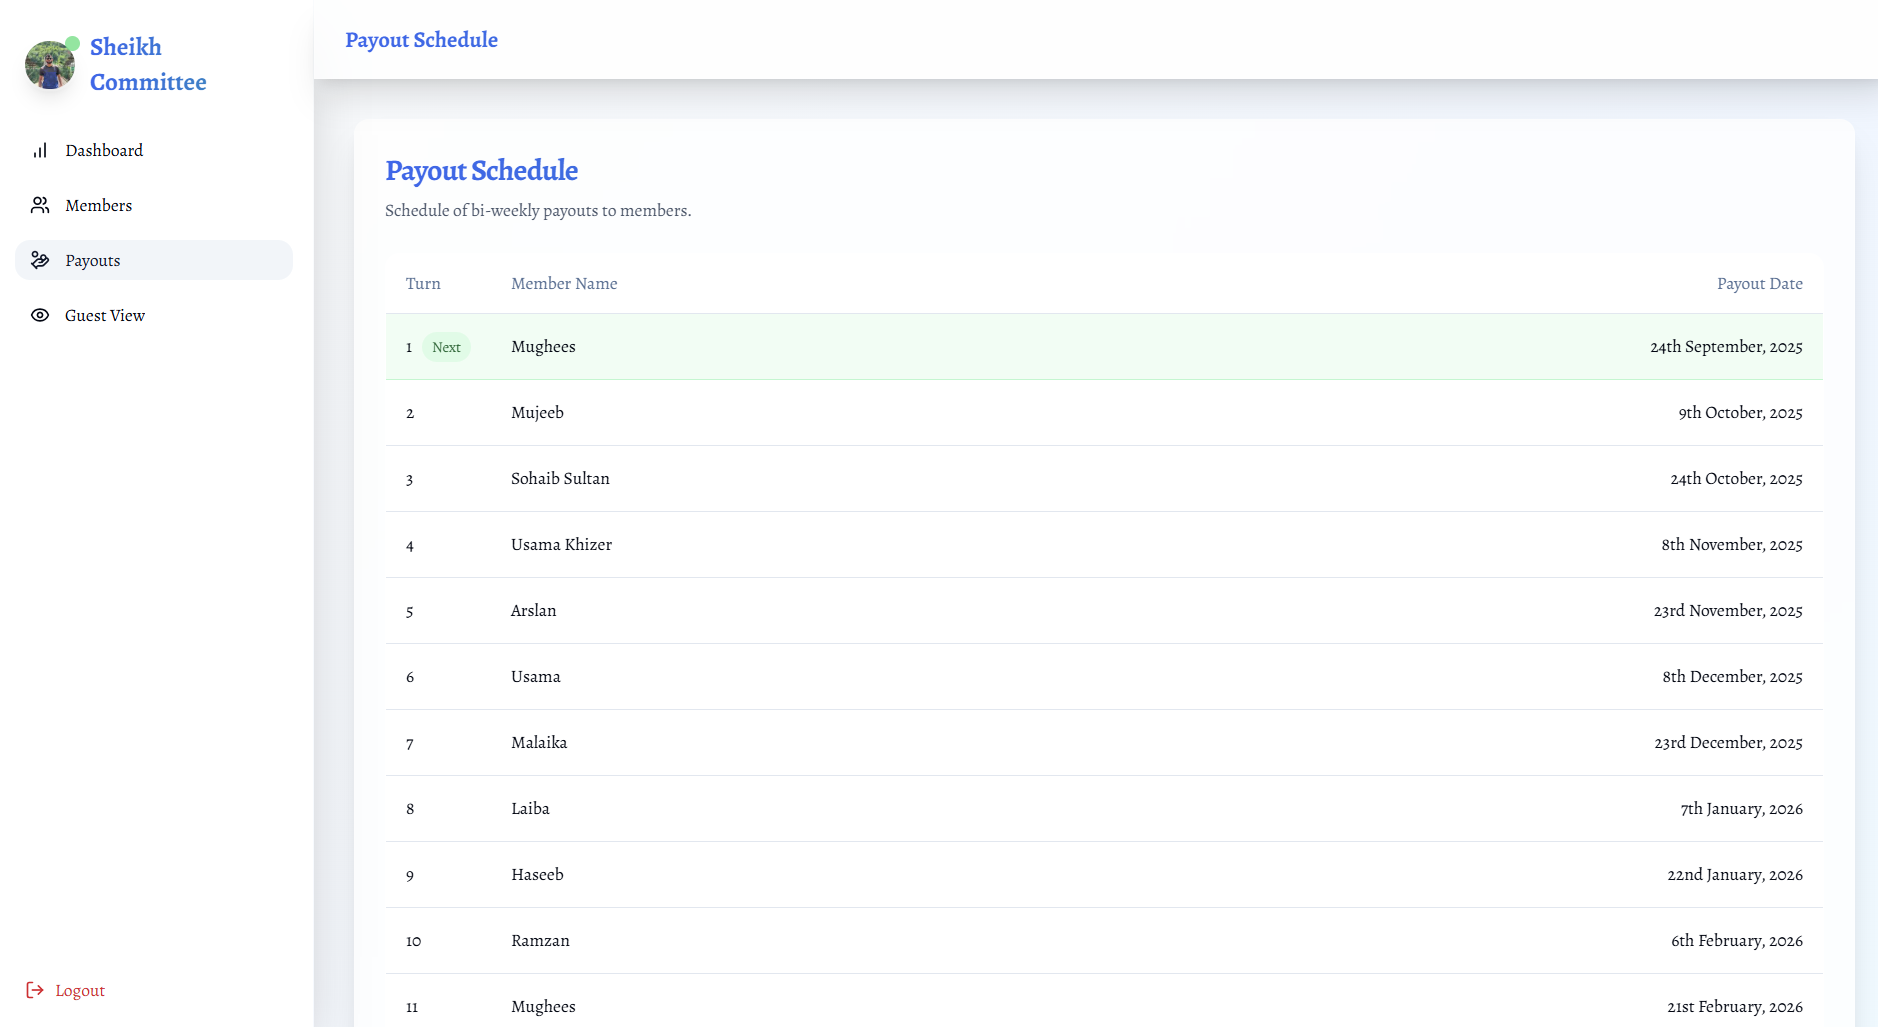 Sheikh
Committee
Dashboard
Members
Payouts
Guest View
Logout
Payout Schedule
Payout Schedule
Schedule of bi-weekly payouts to members.
Turn Member Name Payout Date
1 Next Mughees 24th September, 2025
2 Mujeeb 9th October, 2025
3 Sohaib Sultan 24th October, 2025
4 Usama Khizer 8th November, 2025
5 Arslan 23rd November, 2025
6 Usama 8th December, 2025
7 Malaika 23rd December, 2025
8 Laiba 7th January, 2026
9 Haseeb 22nd January, 2026
10 Ramzan 6th February, 2026
11 Mughees 21st February, 2026